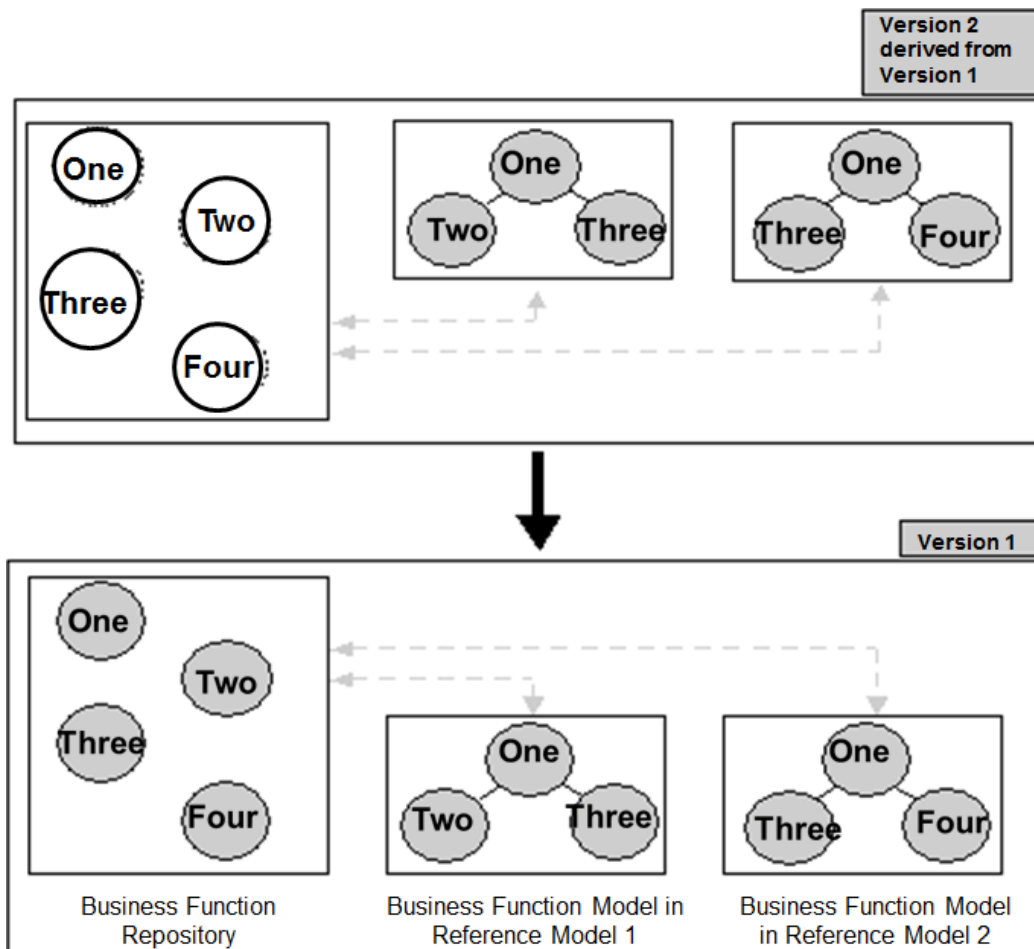 Version 2
derived from
Version 1
One
Two
Three
Four
One
Two
Three
One
Three
Four
Version 1
One
Two
Three
Four
One
Two
Three
One
Three
Four
Business Function
Repository
Business Function Model in
Reference Model 1
Business Function Model
in Reference Model 2